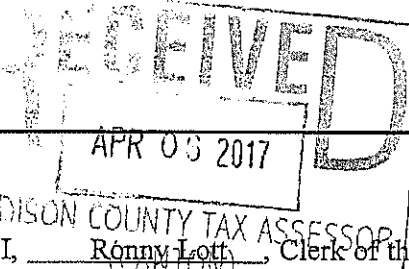 RECEIVED
APR 06 2017
MADISON COUNTY TAX ASSESSOR
I, Ronny Lott, Clerk of th